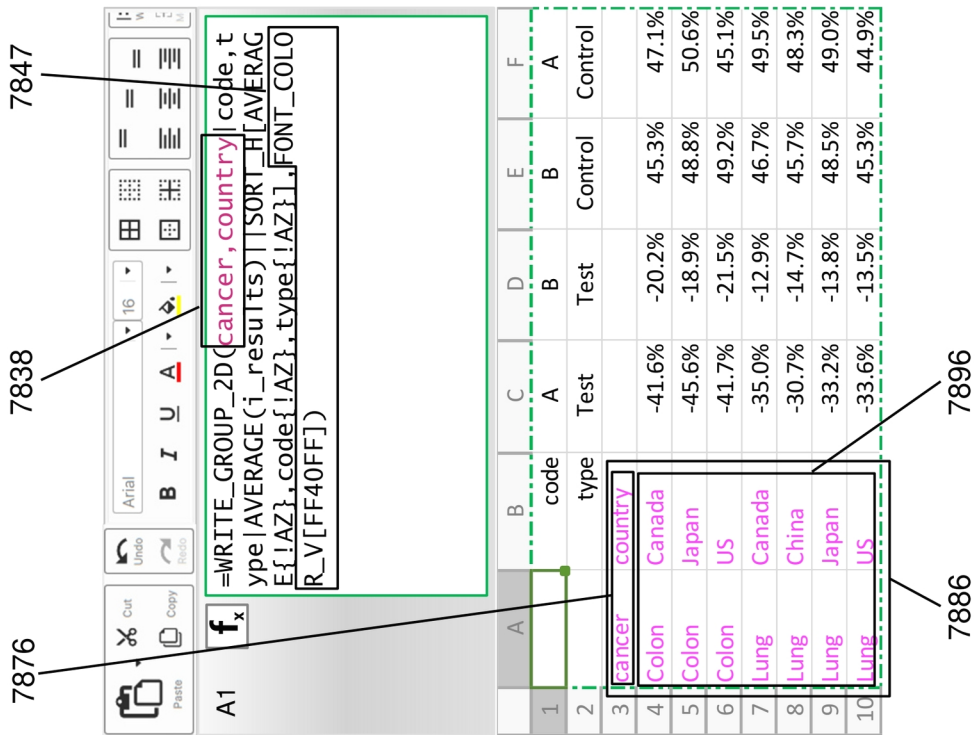 7876
7838
7847
Paste
Cut
Copy
Undo
Redo
Arial
16
B I U A
A1
fx
=WRITE_GROUP_2D(cancer,country|code,t
ype|AVERAGE(i_results)||SORT_H[AVERAG
E{!AZ},code{!AZ},type{!AZ}],FONT_COLO
R_V[FF40FF])
A B C D E F
1 code A B B A
2 type Test Test Control Control
3 cancer country
4 Colon Canada -41.6% -20.2% 45.3% 47.1%
5 Colon Japan -45.6% -18.9% 48.8% 50.6%
6 Colon US -41.7% -21.5% 49.2% 45.1%
7 Lung Canada -35.0% -12.9% 46.7% 49.5%
8 Lung China -30.7% -14.7% 45.7% 48.3%
9 Lung Japan -33.2% -13.8% 48.5% 49.0%
10 Lung US -33.6% -13.5% 45.3% 44.9%
7886
7896